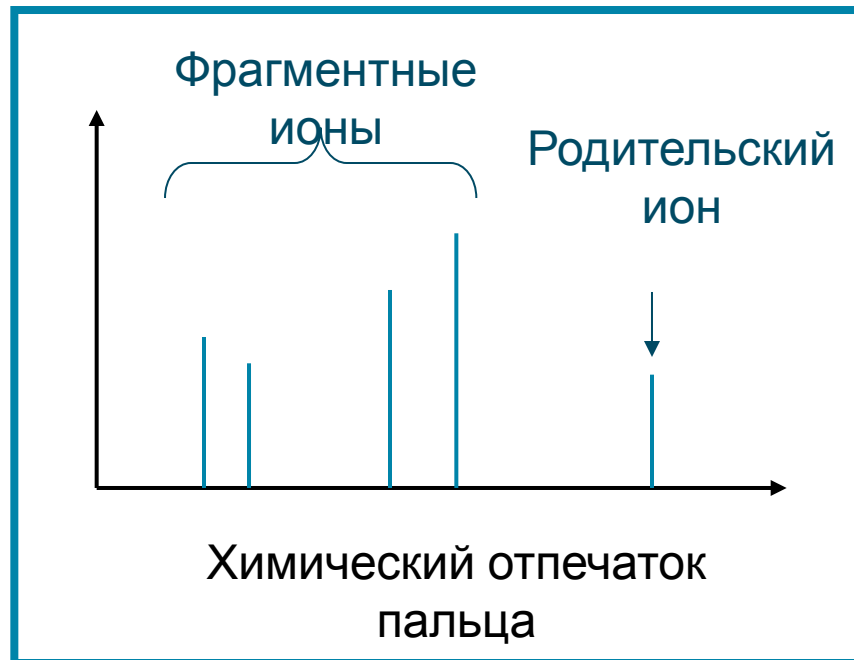 Фрагментные
ионы
Родительский
ион
Химический отпечаток
пальца